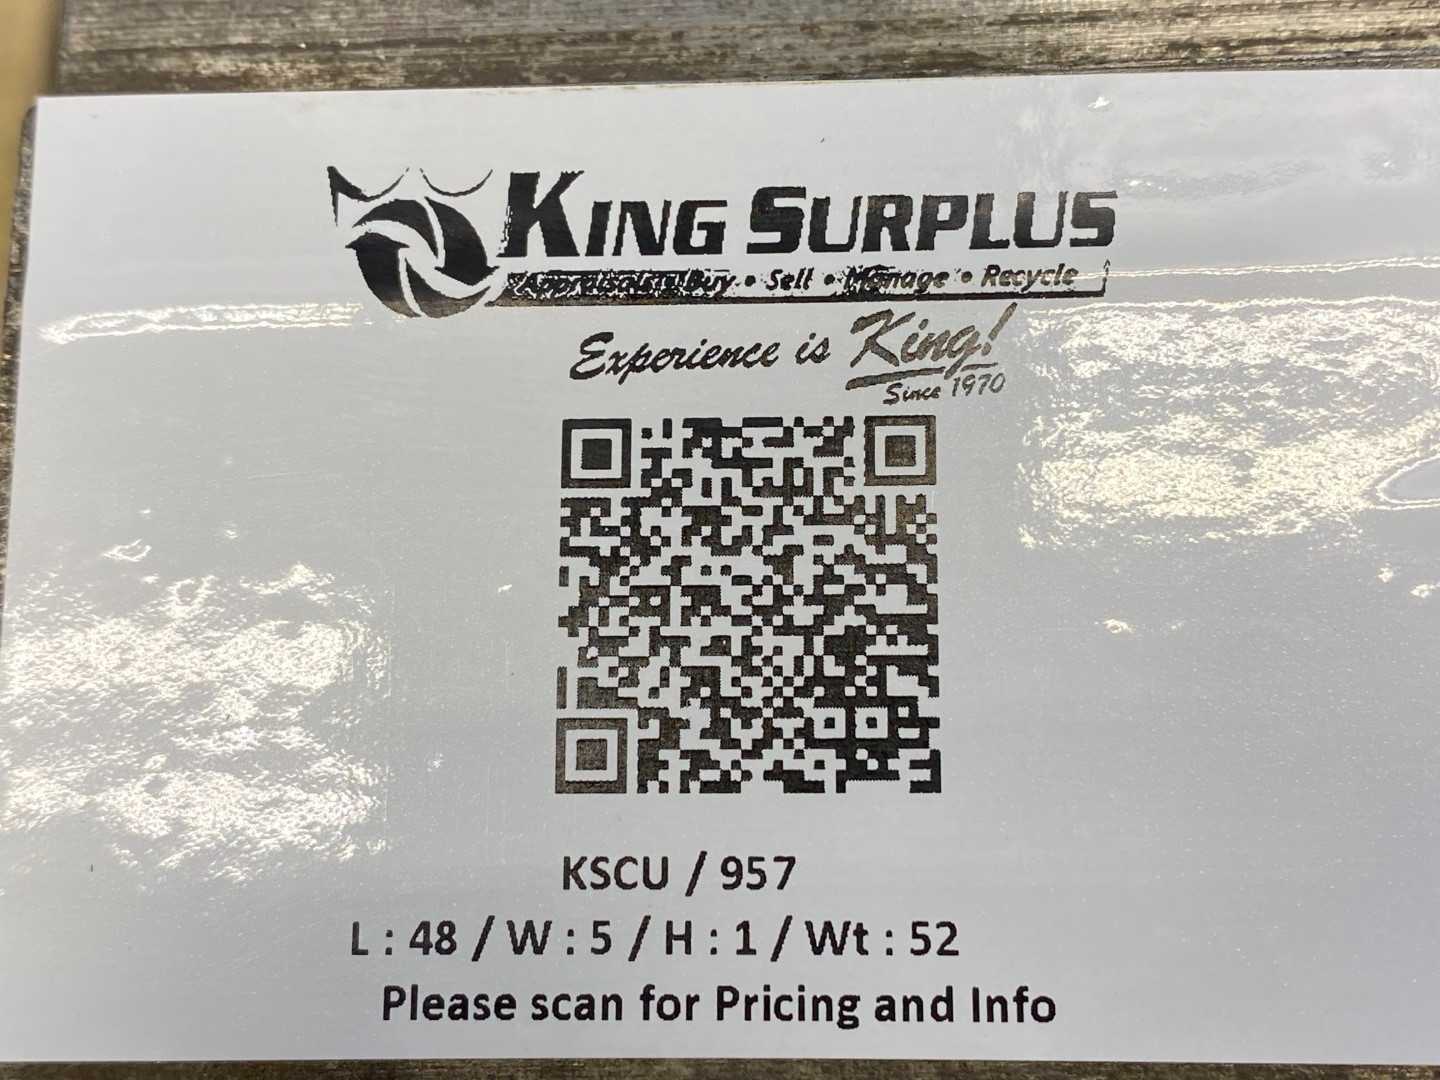 KING SURPLUS
Appraisals • Buy • Sell • Manage • Recycle
Experience is King!
Since 1970
KSCU / 957
L : 48 / W : 5 / H : 1 / Wt : 52
Please scan for Pricing and Info